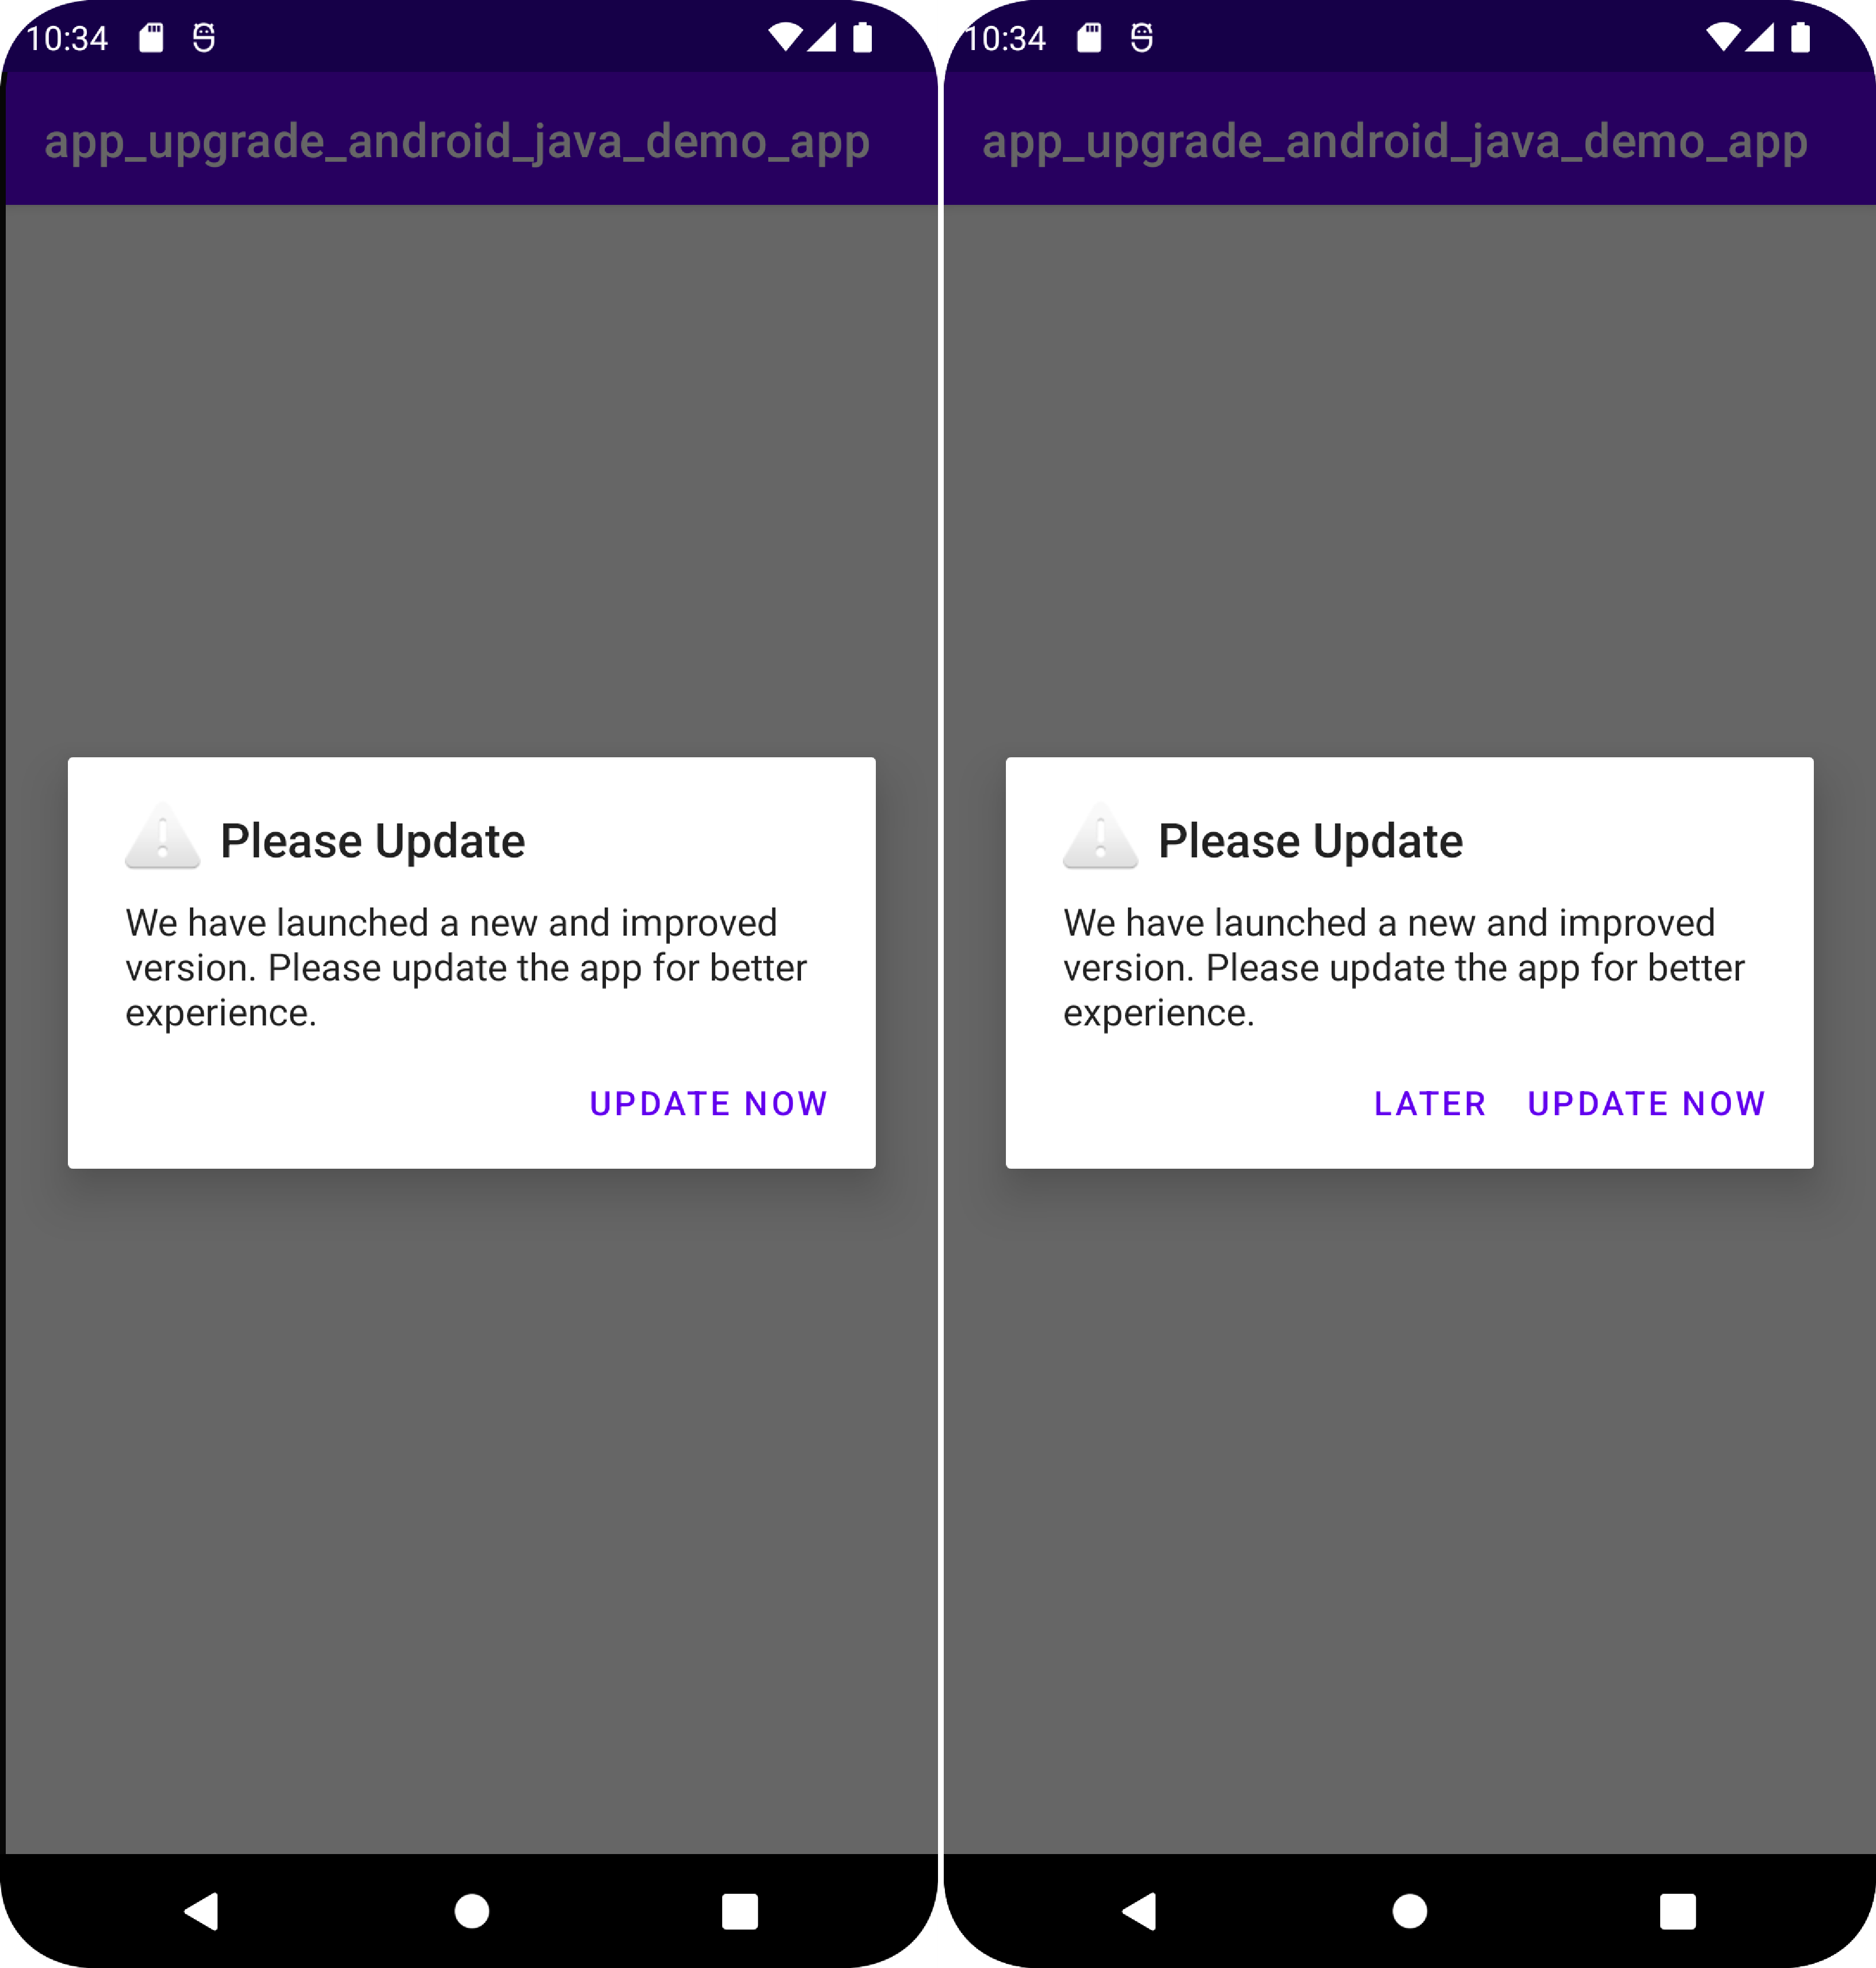 10:34
app_upgrade_android_java_demo_app
Please Update
We have launched a new and improved
version. Please update the app for better
experience.
UPDATE NOW
10:34
app_upgrade_android_java_demo_app
Please Update
We have launched a new and improved
version. Please update the app for better
experience.
LATER UPDATE NOW